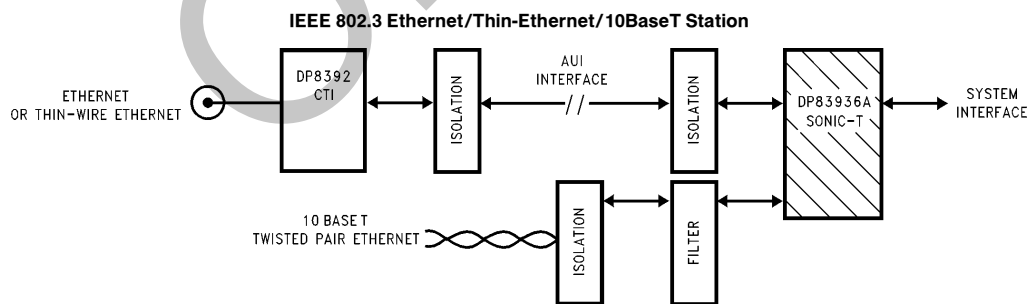 IEEE 802.3 Ethernet/Thin-Ethernet/10BaseT Station
ETHERNET
OR THIN-WIRE ETHERNET
DP8392
CTI
ISOLATION
AUI
INTERFACE
ISOLATION
DP83936A
SONIC-T
SYSTEM
INTERFACE
10 BASE T
TWISTED PAIR ETHERNET
ISOLATION
FILTER